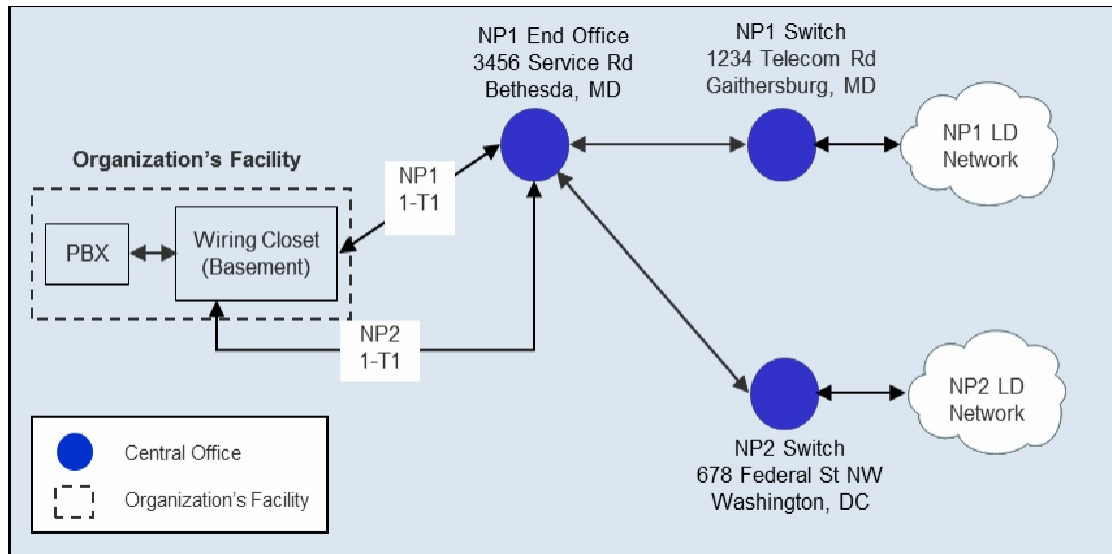 NP1 End Office
3456 Service Rd
Bethesda, MD
NP1 Switch
1234 Telecom Rd
Gaithersburg, MD
NP1 LD
Network
Organization's Facility
NP1
1-T1
PBX
Wiring Closet
(Basement)
NP2
1-T1
NP2 LD
Network
NP2 Switch
678 Federal St NW
Washington, DC
Central Office
Organization's Facility